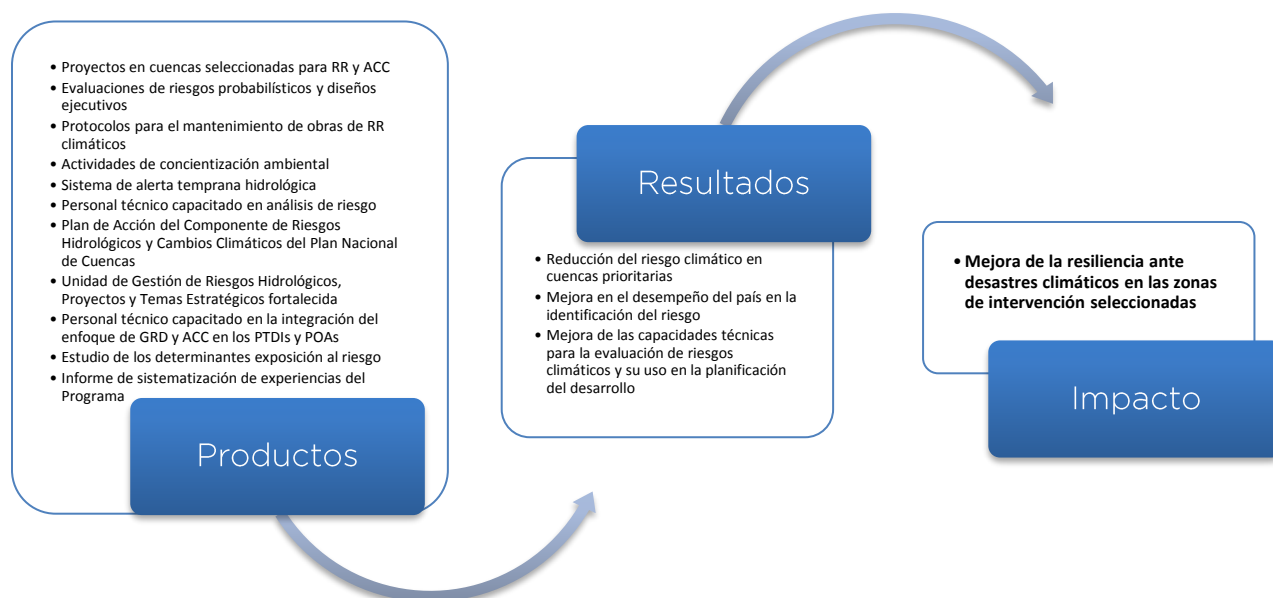 • Proyectos en cuencas seleccionadas para RR y ACC
• Evaluaciones de riesgos probabilísticos y diseños
ejecutivos
• Protocolos para el mantenimiento de obras de RR
climáticos
• Actividades de concientización ambiental
• Sistema de alerta temprana hidrológica
• Personal técnico capacitado en análisis de riesgo
• Plan de Acción del Componente de Riesgos
Hidrológicos y Cambios Climáticos del Plan Nacional
de Cuencas
• Unidad de Gestión de Riesgos Hidrológicos,
Proyectos y Temas Estratégicos fortalecida
• Personal técnico capacitado en la integración del
enfoque de GRD y ACC en los PTDIs y POAs
• Estudio de los determinantes exposición al riesgo
• Informe de sistematización de experiencias del
Programa
Productos
Resultados
• Reducción del riesgo climático en
cuencas prioritarias
• Mejora en el desempeño del país en la
identificación del riesgo
• Mejora de las capacidades técnicas
para la evaluación de riesgos
climáticos y su uso en la planificación
del desarrollo
• Mejora de la resiliencia ante
desastres climáticos en las zonas
de intervención seleccionadas
Impacto